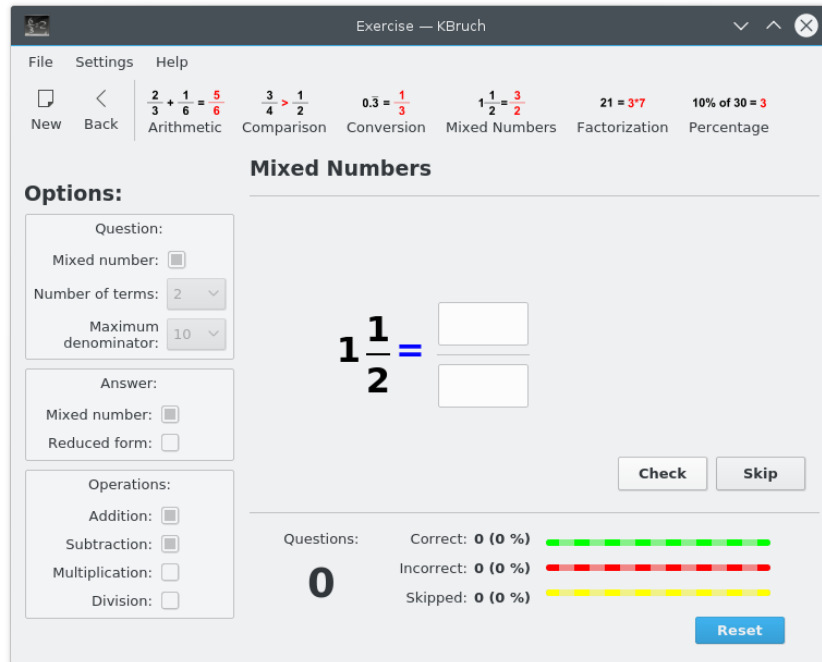 Exercise — KBruch
File Settings Help
New Back
2/3 + 1/6 = 5/6 Arithmetic
3/4 > 1/2 Comparison
0.3̅ = 1/3 Conversion
1 1/2 = 3/2 Mixed Numbers
21 = 3*7 Factorization
10% of 30 = 3 Percentage
Options:
Question:
Mixed number:
Number of terms: 2
Maximum
denominator: 10
Answer:
Mixed number:
Reduced form:
Operations:
Addition:
Subtraction:
Multiplication:
Division:
Mixed Numbers
1 1/2 =
Check Skip
Questions:
0
Correct: 0 (0 %)
Incorrect: 0 (0 %)
Skipped: 0 (0 %)
Reset